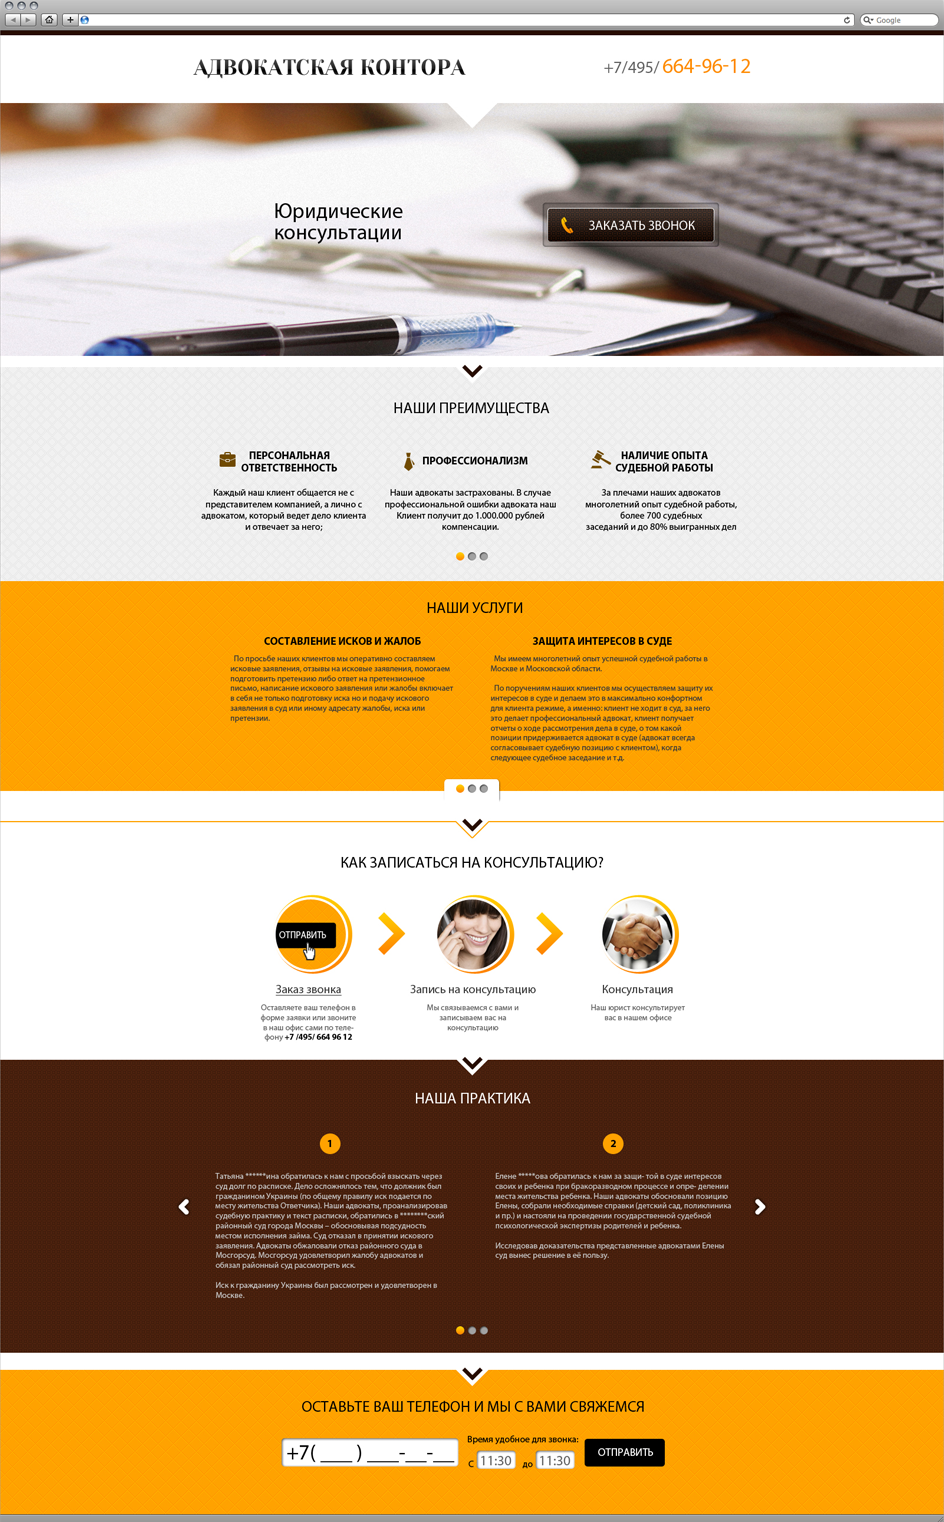 Google
АДВОКАТСКАЯ КОНТОРА
+7/495/ 664-96-12
Юридические
консультации
ЗАКАЗАТЬ ЗВОНОК
НАШИ ПРЕИМУЩЕСТВА
ПЕРСОНАЛЬНАЯ
ОТВЕТСТВЕННОСТЬ
Каждый наш клиент общается не с
представителем компанией, а лично с
адвокатом, который ведет дело клиента
и отвечает за него;
ПРОФЕССИОНАЛИЗМ
Наши адвокаты застрахованы. В случае
профессиональной ошибки адвоката наш
Клиент получит до 1.000.000 рублей
компенсации.
НАЛИЧИЕ ОПЫТА
СУДЕБНОЙ РАБОТЫ
За плечами наших адвокатов
многолетний опыт судебной работы,
более 700 судебных
заседаний и до 80% выигранных дел
НАШИ УСЛУГИ
СОСТАВЛЕНИЕ ИСКОВ И ЖАЛОБ
По просьбе наших клиентов мы оперативно составляем
исковые заявления, отзывы на исковые заявления, помогаем
подготовить претензию либо ответ на претензионное
письмо, написание искового заявления или жалобы включает
в себя не только подготовку иска но и подачу искового
заявления в суд или иному адресату жалобы, иска или
претензии.
ЗАЩИТА ИНТЕРЕСОВ В СУДЕ
Мы имеем многолетний опыт успешной судебной работы в
Москве и Московской области.
По поручениям наших клиентов мы осуществляем защиту их
интересов в суде и делаем это в максимально комфортном
для клиента режиме, а именно: клиент не ходит в суд, за него
это делает профессиональный адвокат, клиент получает
отчеты о ходе рассмотрения дела в суде, о том какой
позиции придерживается адвокат в суде (адвокат всегда
согласовывает судебную позицию с клиентом), когда
следующее судебное заседание и т.д.
КАК ЗАПИСАТЬСЯ НА КОНСУЛЬТАЦИЮ?
ОТПРАВИТЬ
Заказ звонка
Оставляете ваш телефон в
форме заявки или звоните
в наш офис сами по теле-
фону +7 /495/ 664 96 12
Запись на консультацию
Мы связываемся с вами и
записываем вас на
консультацию
Консультация
Наш юрист консультирует
вас в нашем офисе
НАША ПРАКТИКА
1
Татьяна ******ина обратилась к нам с просьбой взыскать через
суд долг по расписке. Дело осложнялось тем, что должник был
гражданином Украины (по общему правилу иск подается по
месту жительства Ответчика). Наши адвокаты, проанализировав
судебную практику и текст расписки, обратились в ********ский
районный суд города Москвы – обосновывая подсудность
местом исполнения займа. Суд отказал в принятии искового
заявления. Адвокаты обжаловали отказ районного суда в
Мосгорсуд. Мосгорсуд удовлетворил жалобу адвокатов и
обязал районный суд рассмотреть иск.
Иск к гражданину Украины был рассмотрен и удовлетворен в
Москве.
2
Елене *****ова обратилась к нам за защи- той в суде интересов
своих и ребенка при бракоразводном процессе и опре- делении
места жительства ребенка. Наши адвокаты обосновали позицию
Елены, собрали необходимые справки (детский сад, поликлиника
и пр.) и настояли на проведении государственной судебной
психологической экспертизы родителей и ребенка.
Исследовав доказательства представленные адвокатами Елены
суд вынес решение в её пользу.
ОСТАВЬТЕ ВАШ ТЕЛЕФОН И МЫ С ВАМИ СВЯЖЕМСЯ
+7( ___ ) ___-__-__
Время удобное для звонка:
С 11:30 до 11:30
ОТПРАВИТЬ